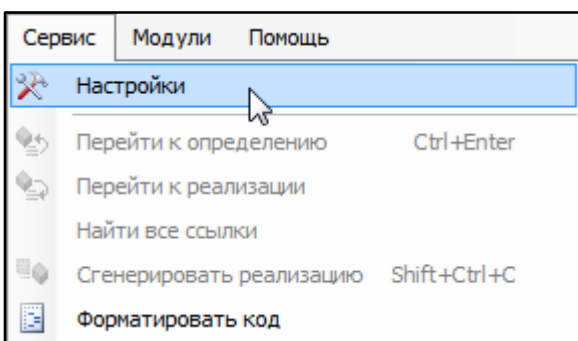 Сервис Модули Помощь
Настройки
Перейти к определению Ctrl+Enter
Перейти к реализации
Найти все ссылки
Сгенерировать реализацию Shift+Ctrl+C
Форматировать код